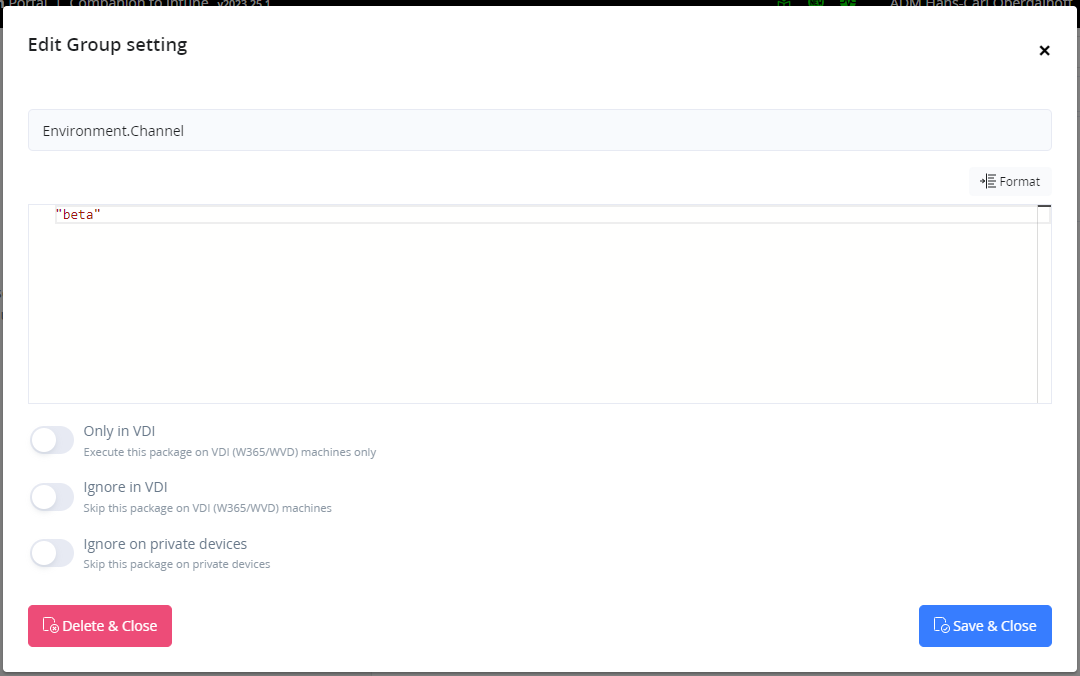 Portal | Companion to Intune v2023.25.1 ADM Hans-Carl Oberdalhoff
Edit Group setting
Environment.Channel
Format
"beta"
Only in VDI
Execute this package on VDI (W365/WVD) machines only
Ignore in VDI
Skip this package on VDI (W365/WVD) machines
Ignore on private devices
Skip this package on private devices
Delete & Close
Save & Close